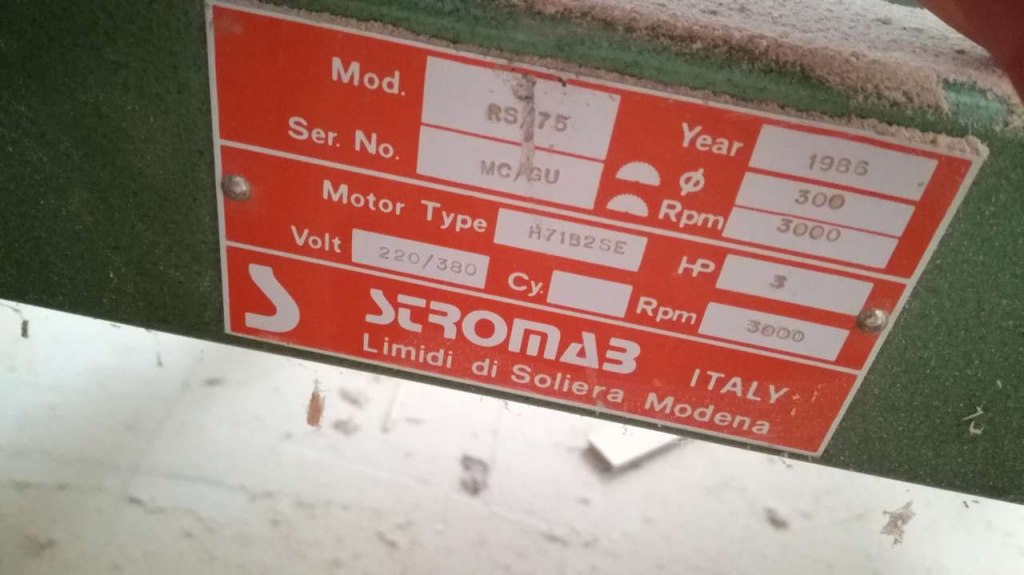 Mod. RS/75
Year 1986
Ser. No. MC/GU
ø 300
Rpm 3000
Motor Type H71B2SE
HP 3
Volt 220/380
Cy.
Rpm 3000
S STROMAB
ITALY
Limidi di Soliera Modena